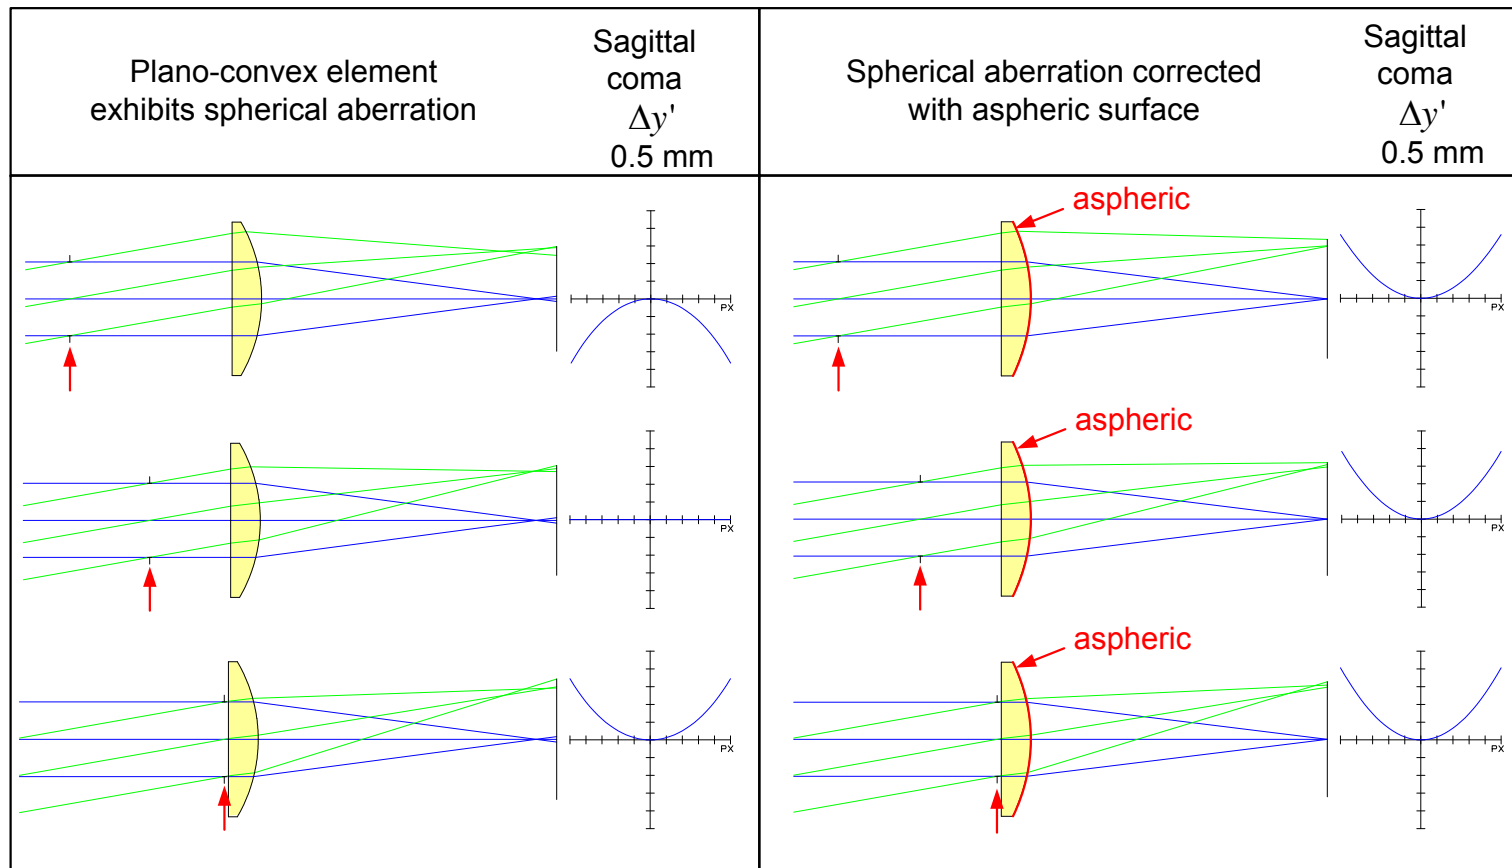 Plano-convex element
exhibits spherical aberration
Sagittal
coma
Δy'
0.5 mm
Spherical aberration corrected
with aspheric surface
Sagittal
coma
Δy'
0.5 mm
PX
aspheric
PX
PX
aspheric
PX
PX
aspheric
PX